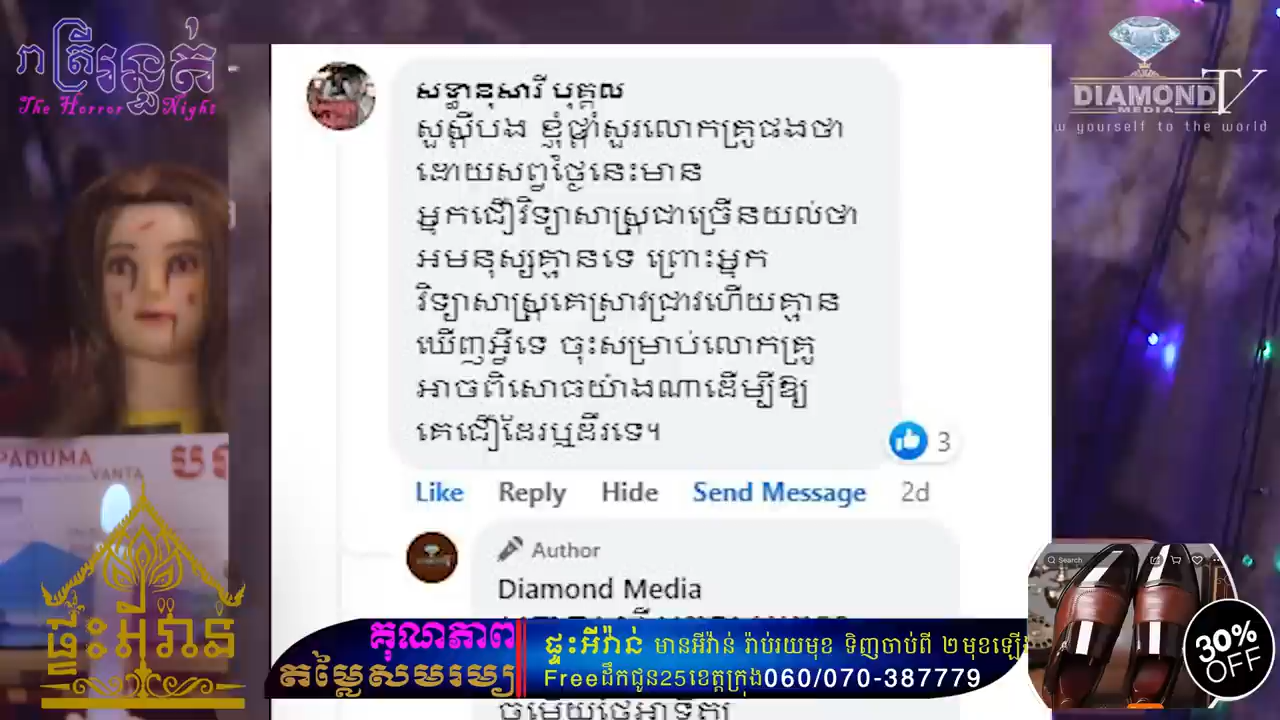 រាត្រីរន្ធត់
The Horror Night
DIAMOND TV
MEDIA
w yourself to the world
សទ្ធានុសារី បុគ្គល
សួស្តីបង ខ្ញុំផ្តាំសួរលោកគ្រូផងថា
ដោយសព្វថ្ងៃនេះមាន
អ្នកជឿវិទ្យាសាស្ត្រជាច្រើនយល់ថា
អមនុស្សគ្មានទេ ព្រោះអ្នក
វិទ្យាសាស្ត្រគេស្រាវជ្រាវហើយគ្មាន
ឃើញអ្វីទេ ចុះសម្រាប់លោកគ្រូ
អាចពិសោធយ៉ាងណាដើម្បីឱ្យ
គេជឿដែរឬដឺរទេ។
3
Like Reply Hide Send Message 2d
Author
Diamond Media
PADUMA
VANTA
ផ្ទះអីវ៉ាន់
គុណភាព
តម្លៃសមរម្យ
ផ្ទះអីវ៉ាន់ មានអីវ៉ាន់ រ៉ាប់រយមុខ ទិញចាប់ពី ២មុខឡើង
Freeដឹកជូន25ខេត្តក្រុង060/070-387779
Search
30% OFF